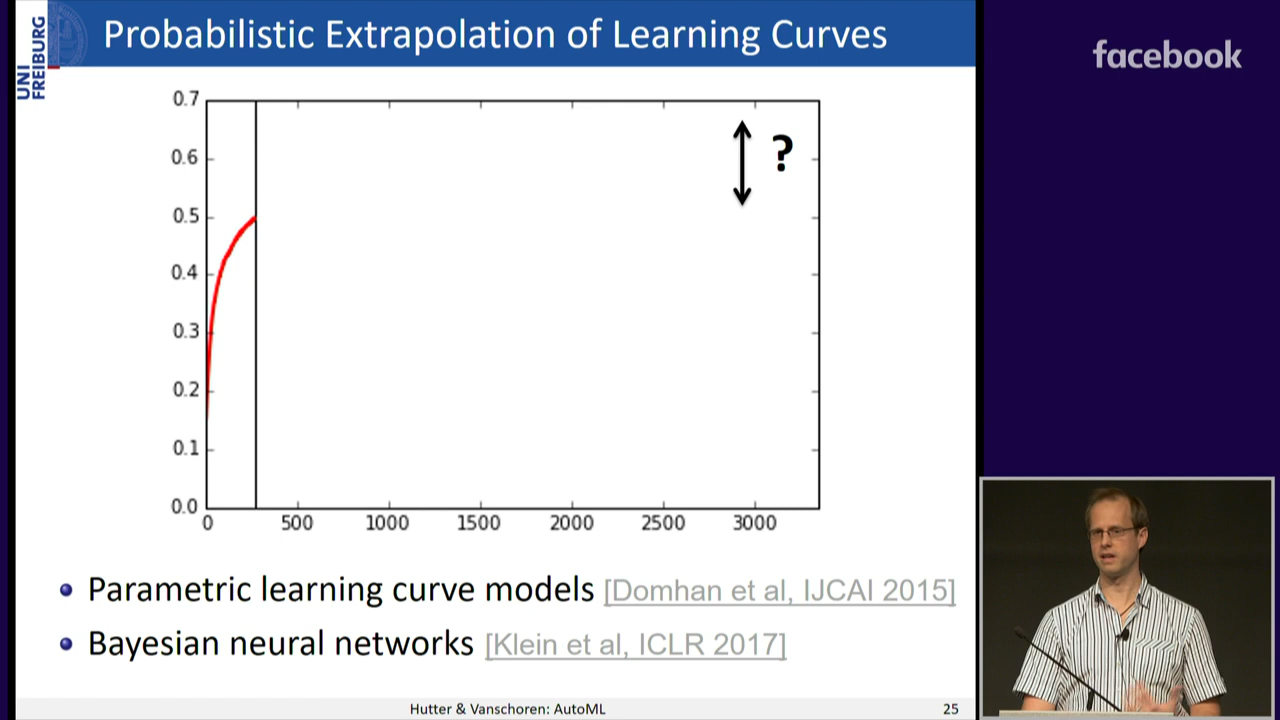 UNI
FREIBURG
Probabilistic Extrapolation of Learning Curves
facebook
0.7
0.6
0.5
0.4
0.3
0.2
0.1
0.0
?
0 500 1000 1500 2000 2500 3000
Parametric learning curve models [Domhan et al, IJCAI 2015]
Bayesian neural networks [Klein et al, ICLR 2017]
Hutter & Vanschoren: AutoML 25